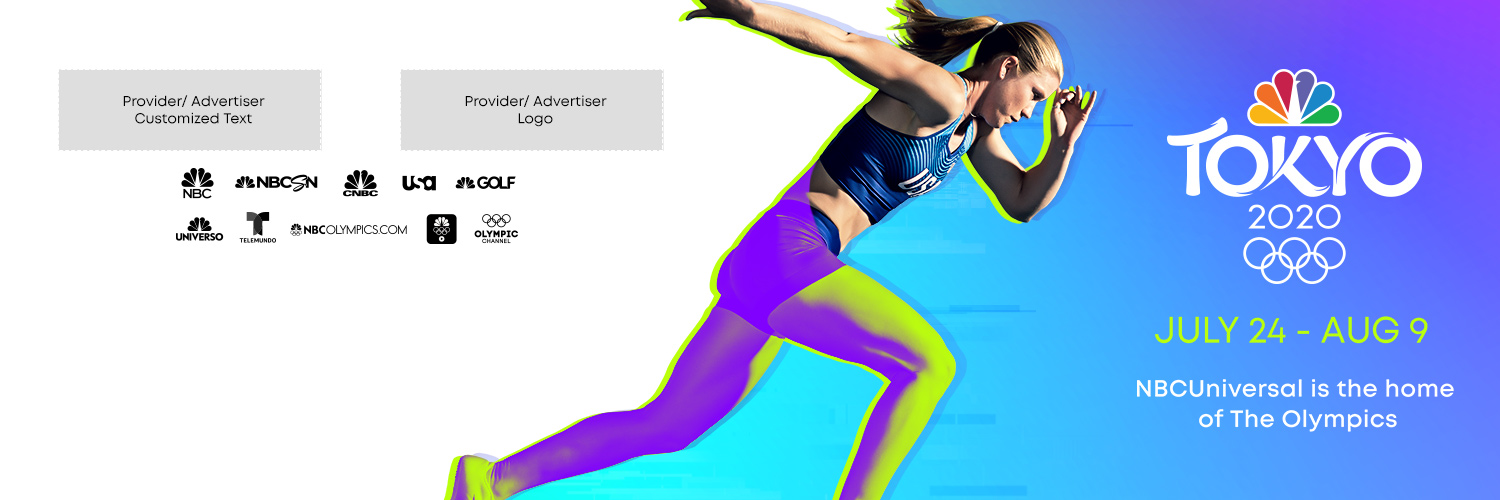 Provider/ Advertiser
Customized Text
Provider/ Advertiser
Logo
NBC
NBCSN
CNBC
USA
GOLF
UNIVERSO
TELEMUNDO
NBCOLYMPICS.COM
OLYMPIC
CHANNEL
US
TOKYO
2020
JULY 24 - AUG 9
NBCUniversal is the home
of The Olympics